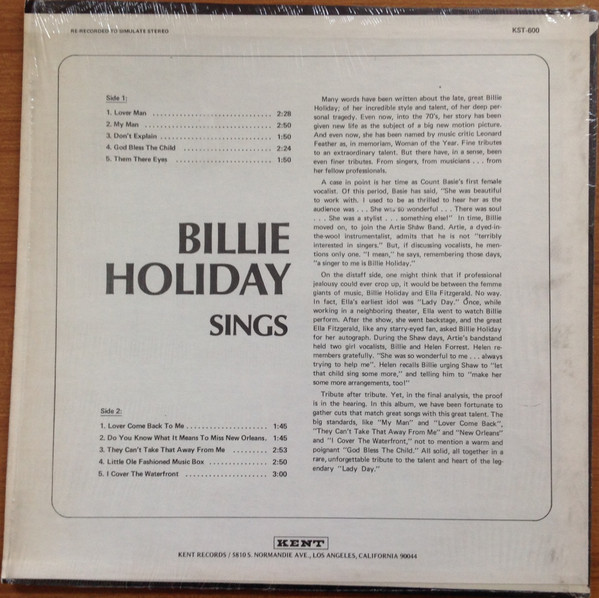 RE-RECORDED TO SIMULATE STEREO
KST-600
Side 1:
1. Lover Man ........................ 2:28
2. My Man ........................ 2:50
3. Don't Explain ........................ 1:50
4. God Bless The Child ........................ 2:24
5. Them There Eyes ........................ 1:50
BILLIE
HOLIDAY
SINGS
Side 2:
1. Lover Come Back To Me ........................ 1:45
2. Do You Know What It Means To Miss New Orleans. 1:45
3. They Can't Take That Away From Me .......... 2:53
4. Little Ole Fashioned Music Box .......... 2:50
5. I Cover The Waterfront ........................ 3:00
Many words have been written about the late, great Billie
Holiday; of her incredible style and talent, of her deep per-
sonal tragedy. Even now, into the 70's, her story has been
given new life as the subject of a big new motion picture.
And even now, she has been named by music critic Leonard
Feather as, in memoriam, Woman of the Year. Fine tributes
to an extraordinary talent. But there have, in a sense, been
even finer tributes. From singers, from musicians . . . from
her fellow professionals.
A case in point is her time as Count Basie's first female
vocalist. Of this period, Basie has said, "She was beautiful
to work with. I used to be as thrilled to hear her as the
audience was . . . She was so wonderful . . . There was soul
. . . She was a stylist . . . something else!" In time, Billie
moved on, to join the Artie Shaw Band. Artie, a dyed-in-
the-wool instrumentalist, admits that he is not "terribly
interested in singers." But, if discussing vocalists, he men-
tions only one. "I mean," he says, remembering those days,
"a singer to me is Billie Holiday."
On the distaff side, one might think that if professional
jealousy could ever crop up, it would be between the femme
giants of music, Billie Holiday and Ella Fitzgerald. No way.
In fact, Ella's earliest idol was "Lady Day." Once, while
working in a neighboring theater, Ella went to watch Billie
perform. After the show, she went backstage, and the great
Ella Fitzgerald, like any starry-eyed fan, asked Billie Holiday
for her autograph. During the Shaw days, Artie's bandstand
held two girl vocalists, Billie and Helen Forrest. Helen re-
members gratefully. "She was so wonderful to me . . . always
trying to help me". Helen recalls Billie urging Shaw to "let
that child sing some more," and telling him to "make her
some more arrangements, too!"
Tribute after tribute. Yet, in the final analysis, the proof
is in the hearing. In this album, we have been fortunate to
gather cuts that match great songs with this great talent. The
big standards, like "My Man" and "Lover Come Back",
"They Can't Take That Away From Me" and "New Orleans"
and "I Cover The Waterfront," not to mention a warm and
poignant "God Bless The Child." All solid, all together in a
rare, unforgettable tribute to the talent and heart of the leg-
endary "Lady Day."
KENT
KENT RECORDS / 5810 S. NORMANDIE AVE., LOS ANGELES, CALIFORNIA 90044